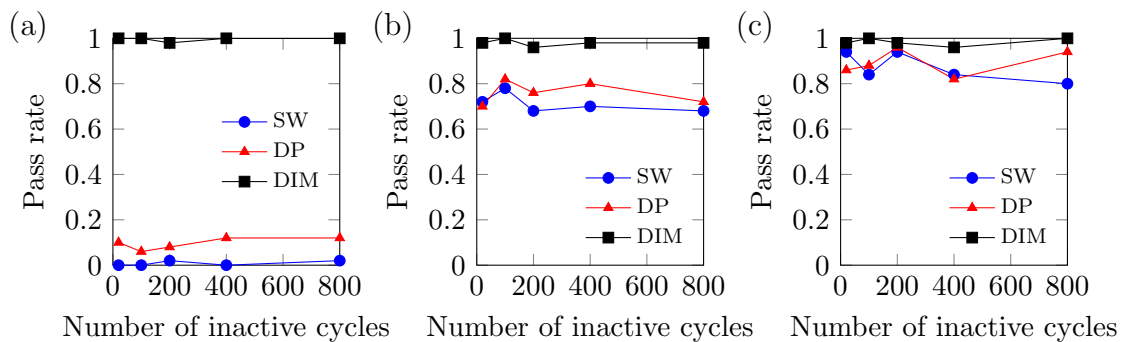 (a)
1
0.8
0.6
0.4
0.2
0
Pass rate
SW
DP
DIM
0 200 400 600 800
Number of inactive cycles
(b)
1
0.8
0.6
0.4
0.2
0
Pass rate
SW
DP
DIM
0 200 400 600 800
Number of inactive cycles
(c)
1
0.8
0.6
0.4
0.2
0
Pass rate
SW
DP
DIM
0 200 400 600 800
Number of inactive cycles